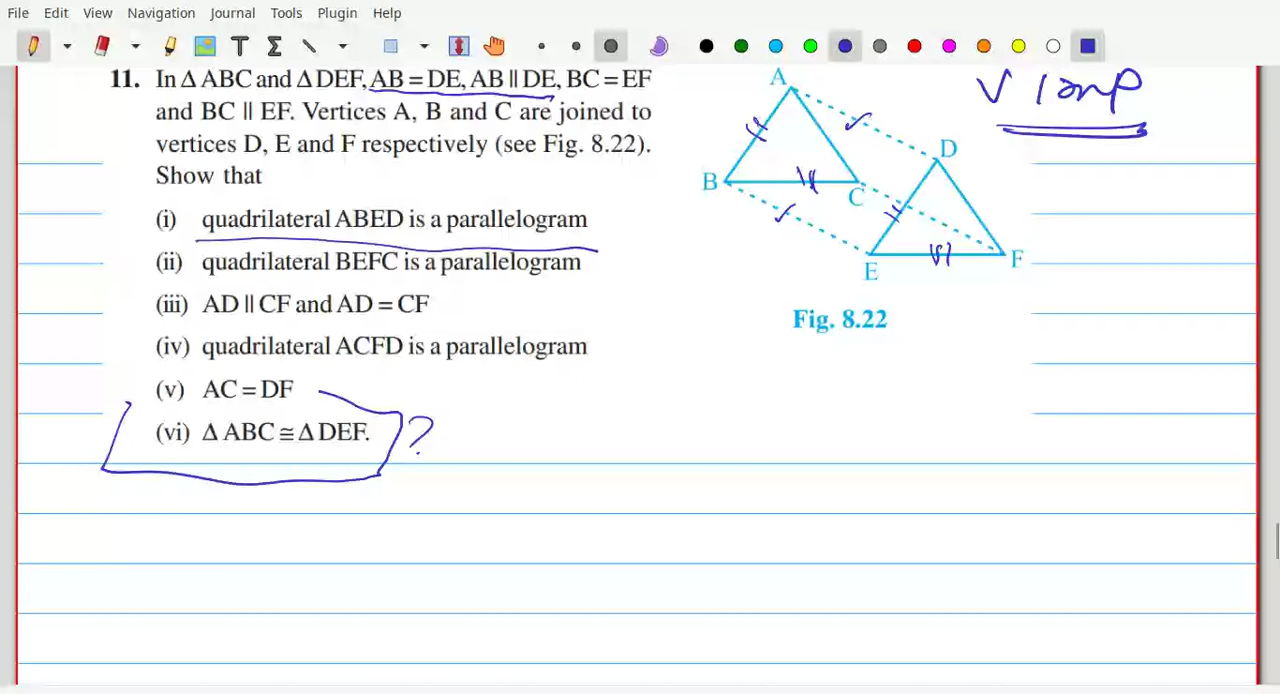 File Edit View Navigation Journal Tools Plugin Help
11. In Δ ABC and Δ DEF, AB = DE, AB || DE, BC = EF
and BC || EF. Vertices A, B and C are joined to
vertices D, E and F respectively (see Fig. 8.22).
Show that
(i) quadrilateral ABED is a parallelogram
(ii) quadrilateral BEFC is a parallelogram
(iii) AD || CF and AD = CF
(iv) quadrilateral ACFD is a parallelogram
(v) AC = DF
(vi) Δ ABC ≅ Δ DEF. ?
A
D
B
C
E
F
Fig. 8.22